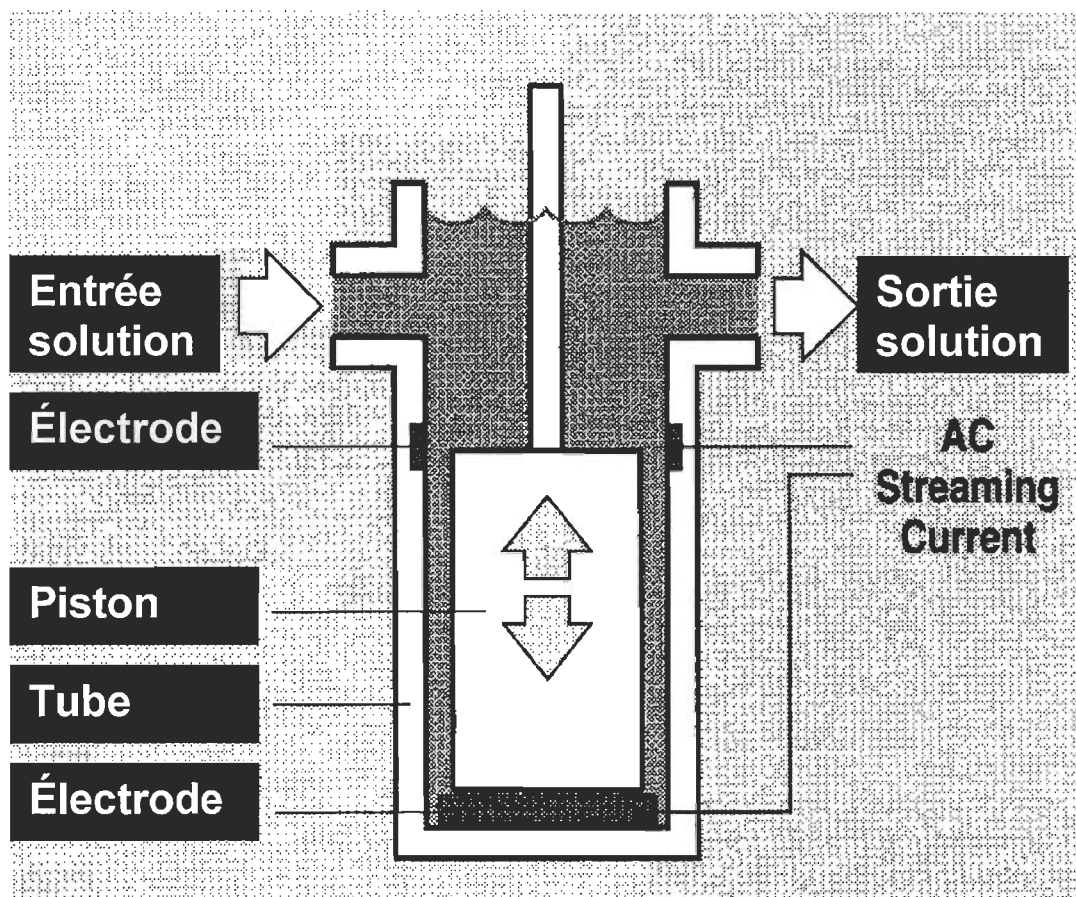 Entrée
solution
Sortie
solution
Électrode
AC
Streaming
Current
Piston
Tube
Électrode